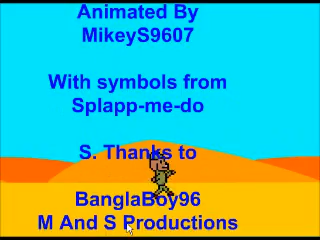 Animated By
MikeyS9607
With symbols from
Splapp-me-do
S. Thanks to
BanglaBoy96
M And S Productions